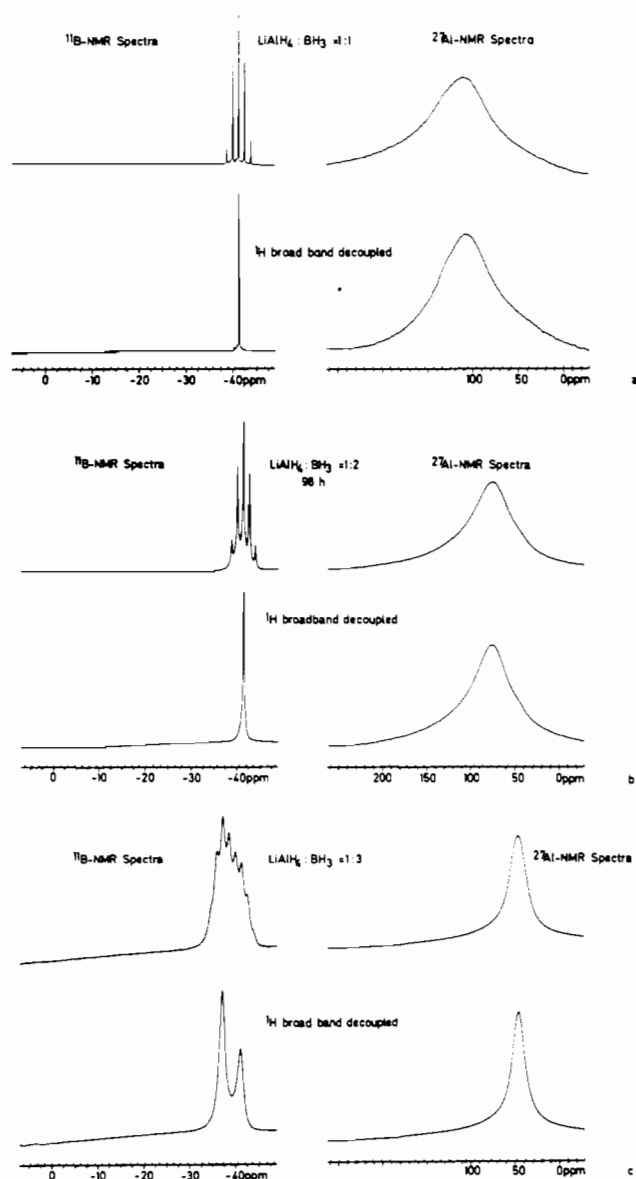 ¹¹B-NMR Spectra LiAlH₄ : BH₃ =1:1 ²⁷Al-NMR Spectra
¹H broad band decoupled
0 -10 -20 -30 -40ppm 100 50 0ppm a
¹¹B-NMR Spectra LiAlH₄ : BH₃ =1:2 ²⁷Al-NMR Spectra
98 h
¹H broadband decoupled
0 -10 -20 -30 -40ppm 200 150 100 50 0ppm b
¹¹B-NMR Spectra LiAlH₄ : BH₃ =1:3 ²⁷Al-NMR Spectra
¹H broad band decoupled
0 -10 -20 -30 -40ppm 100 50 0ppm c